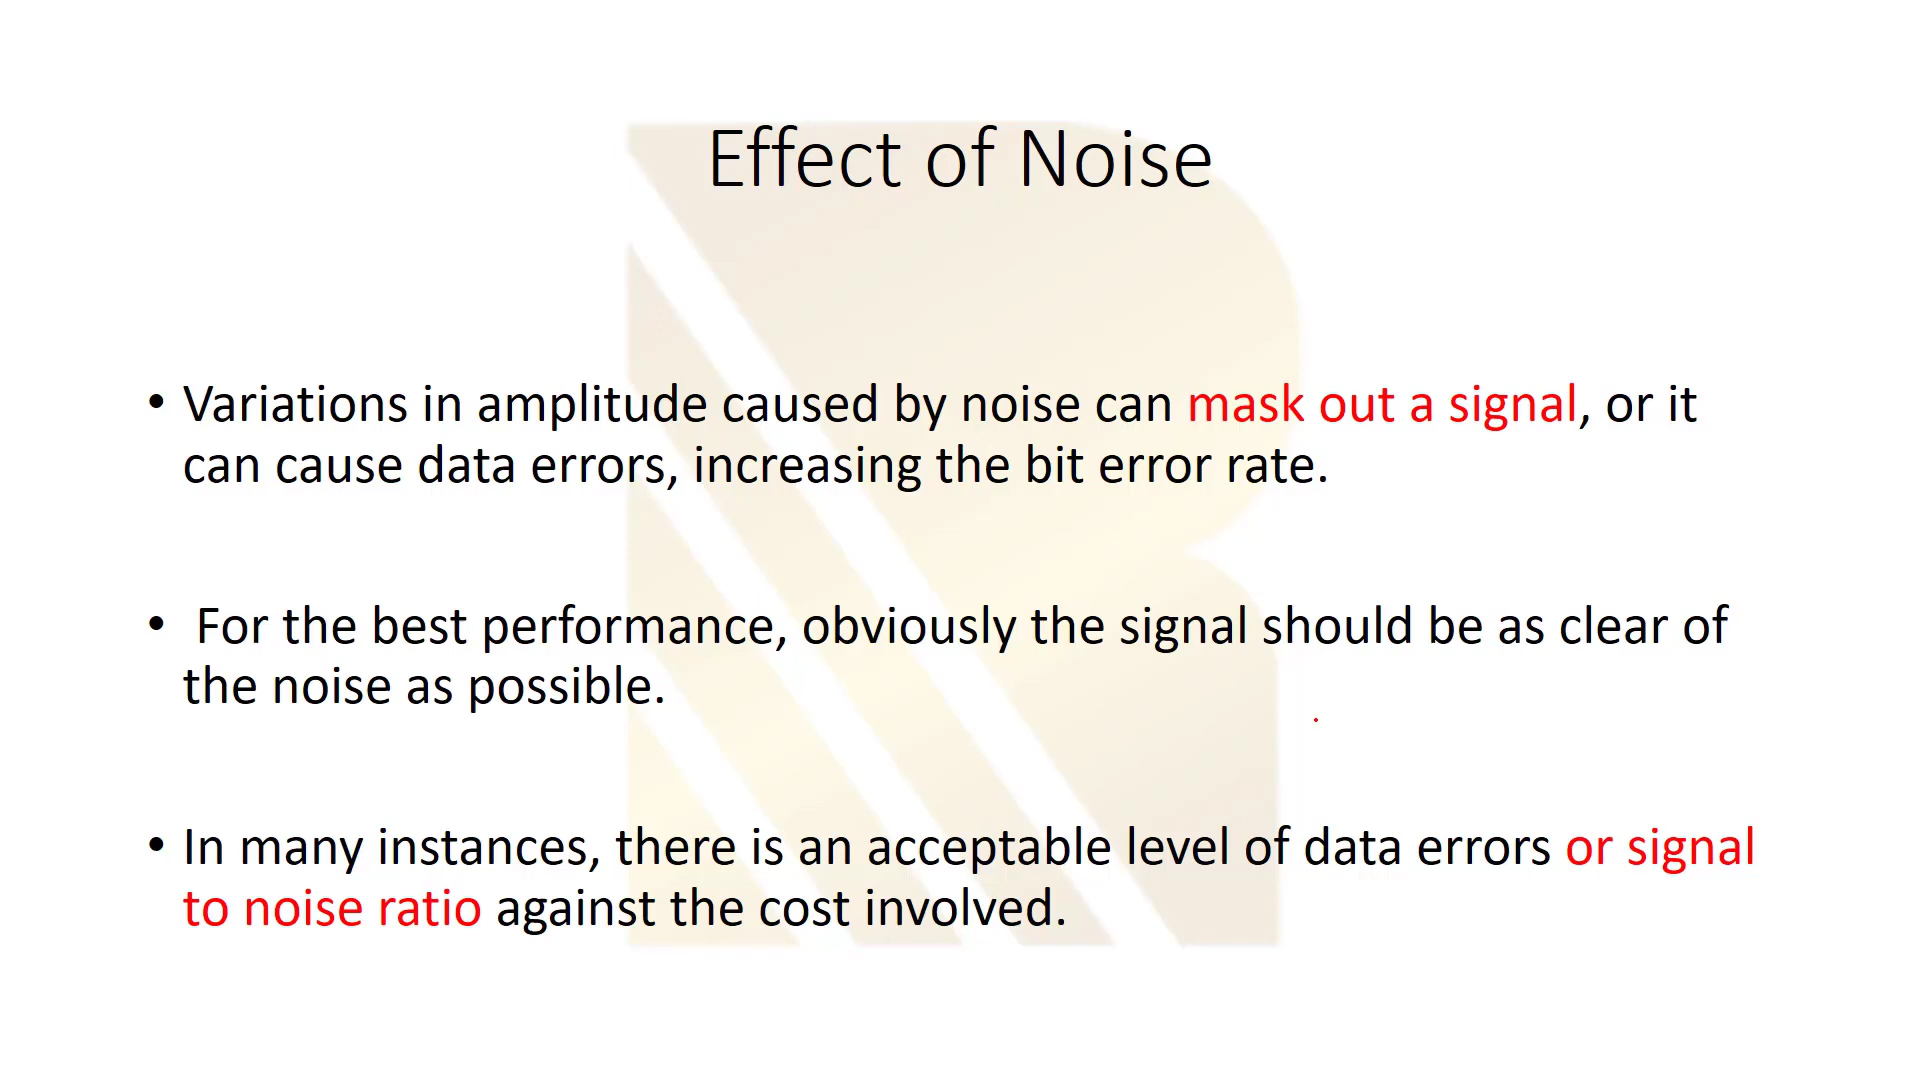 Effect of Noise
• Variations in amplitude caused by noise can mask out a signal, or it
can cause data errors, increasing the bit error rate.
• For the best performance, obviously the signal should be as clear of
the noise as possible.
• In many instances, there is an acceptable level of data errors or signal
to noise ratio against the cost involved.